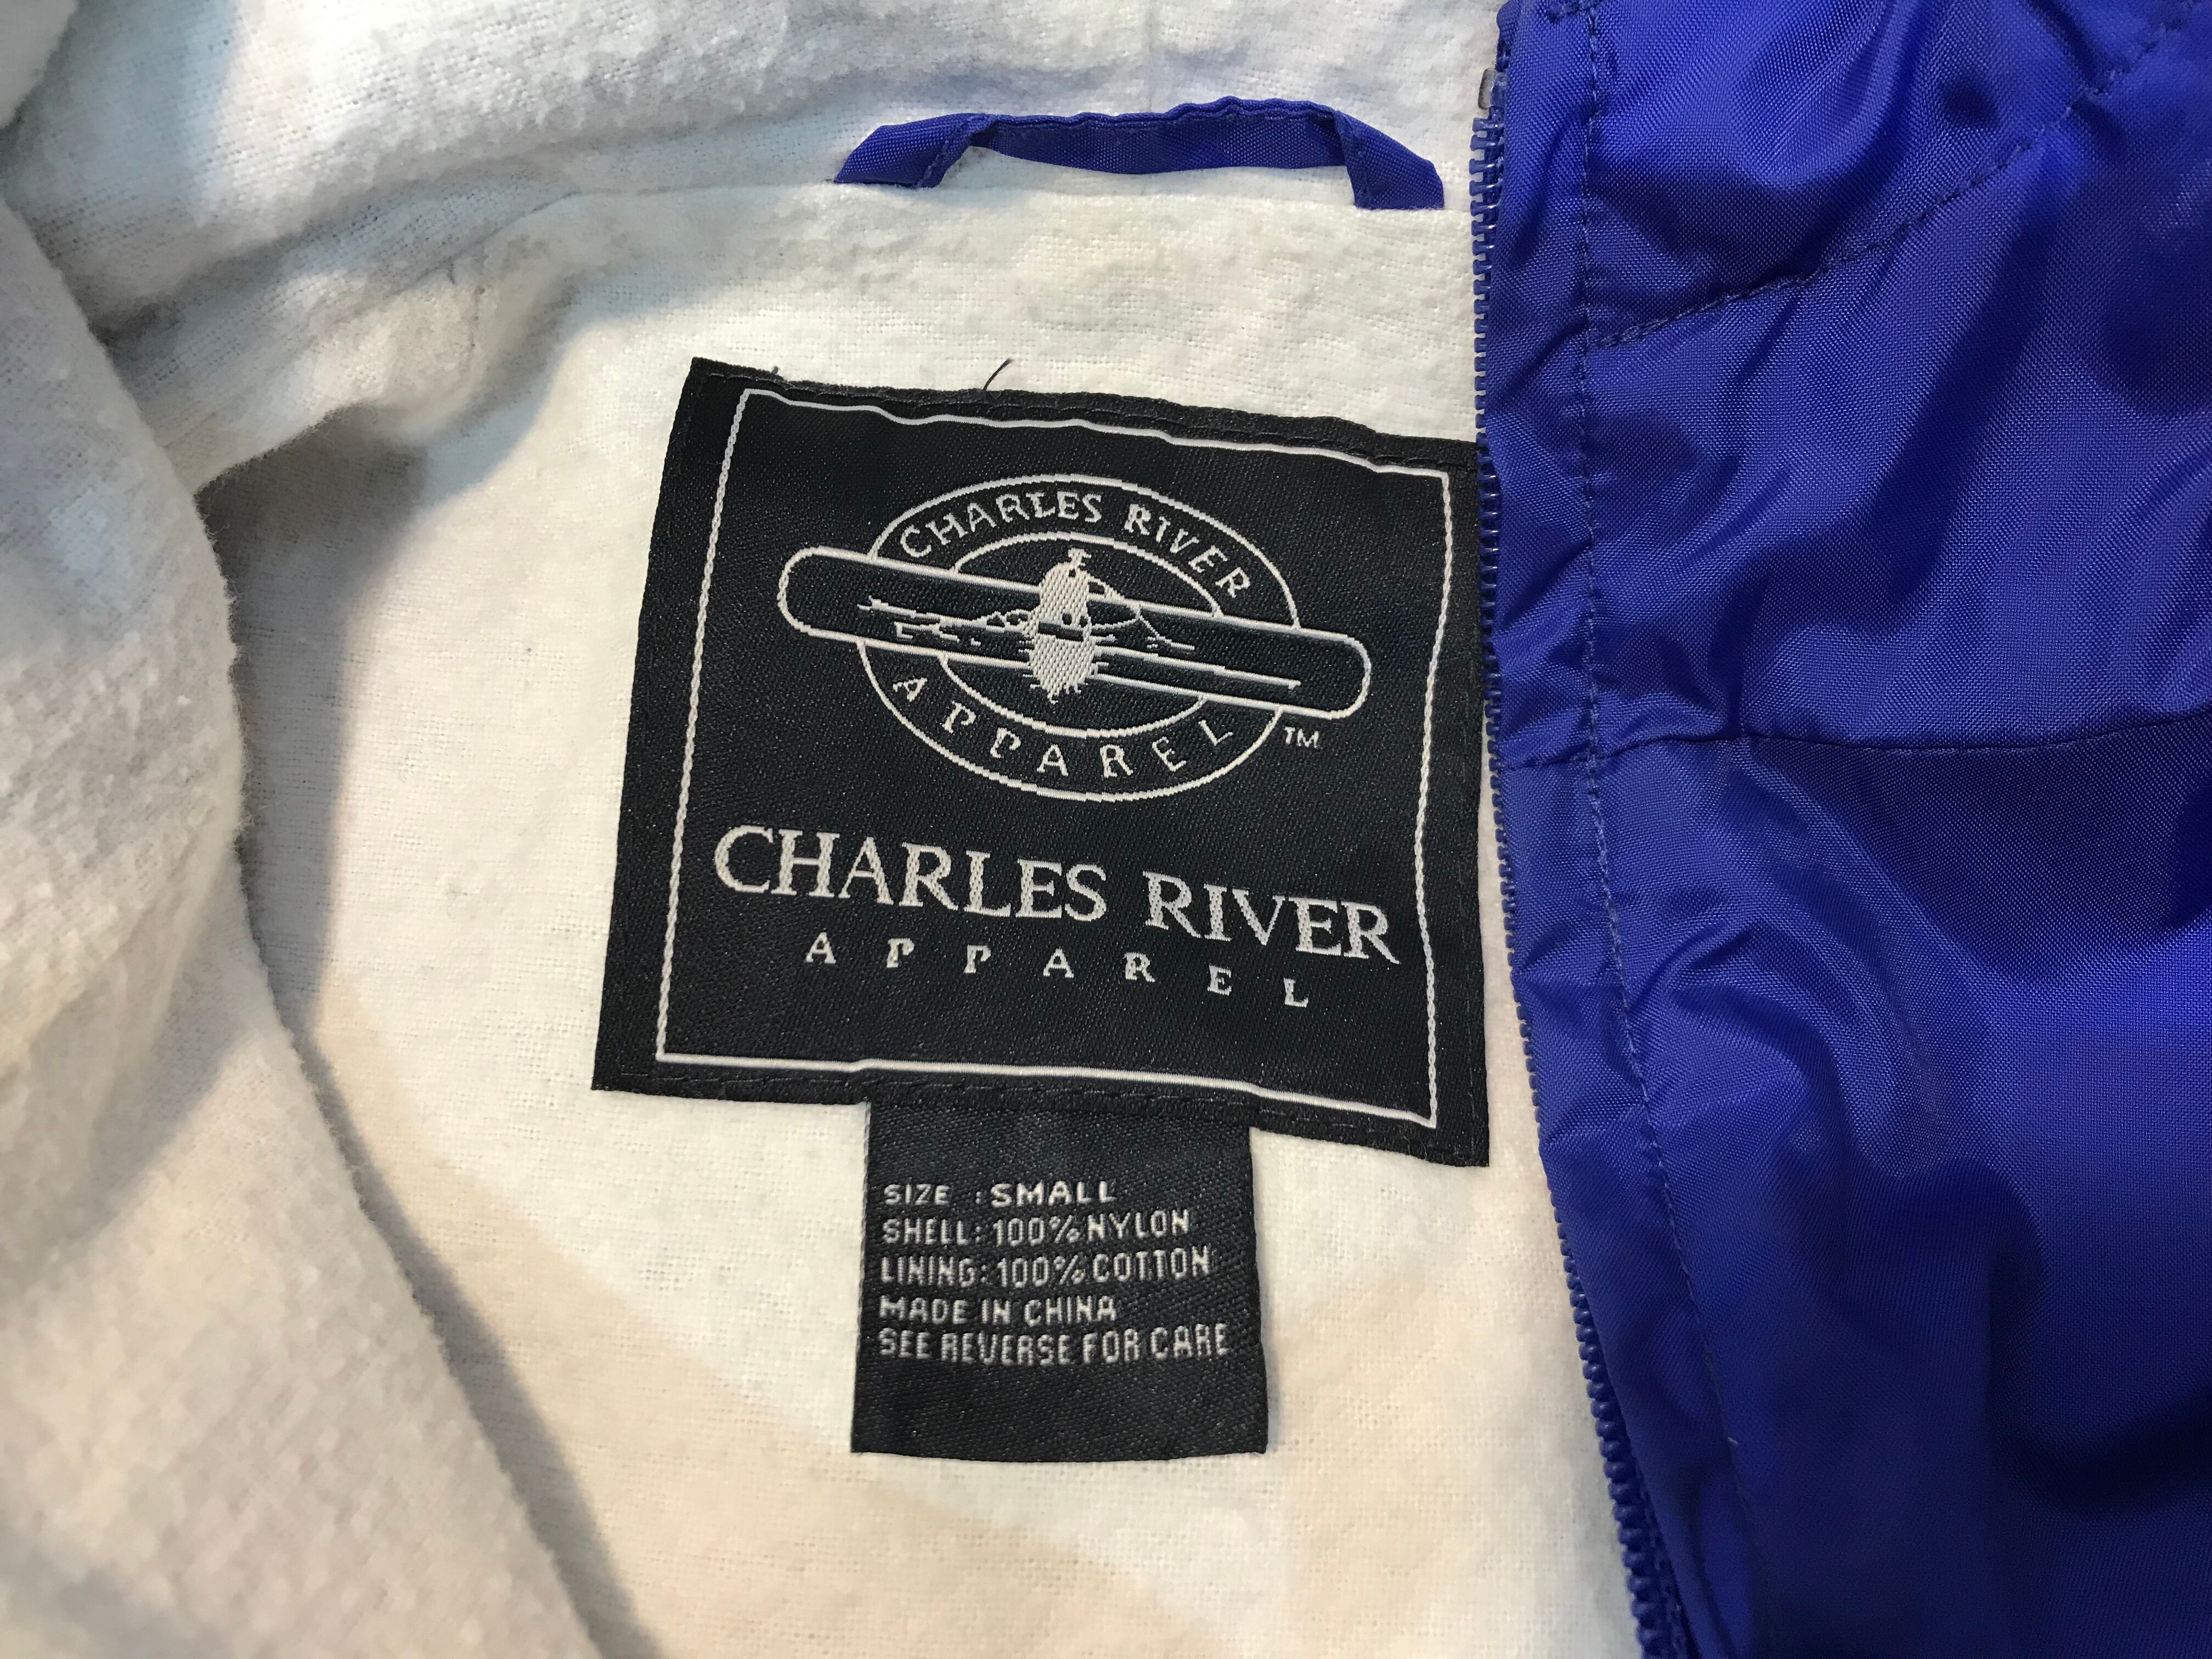 CHARLES RIVER
APPAREL
TM
CHARLES RIVER
APPAREL
SIZE : SMALL
SHELL: 100% NYLON
LINING: 100% COTTON
MADE IN CHINA
SEE REVERSE FOR CARE